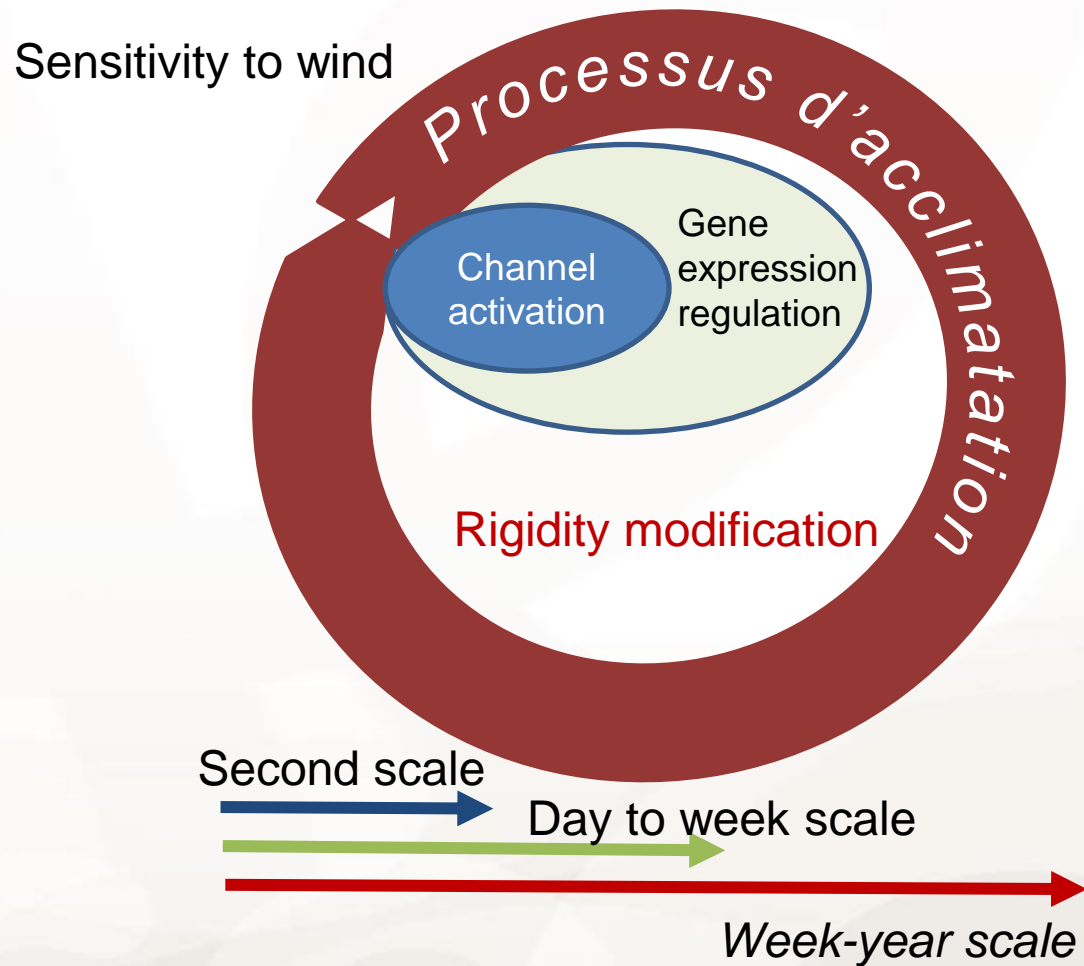 Sensitivity to wind
Processus d’acclimatation
Channel
activation
Gene
expression
regulation
Rigidity modification
Second scale
Day to week scale
Week-year scale